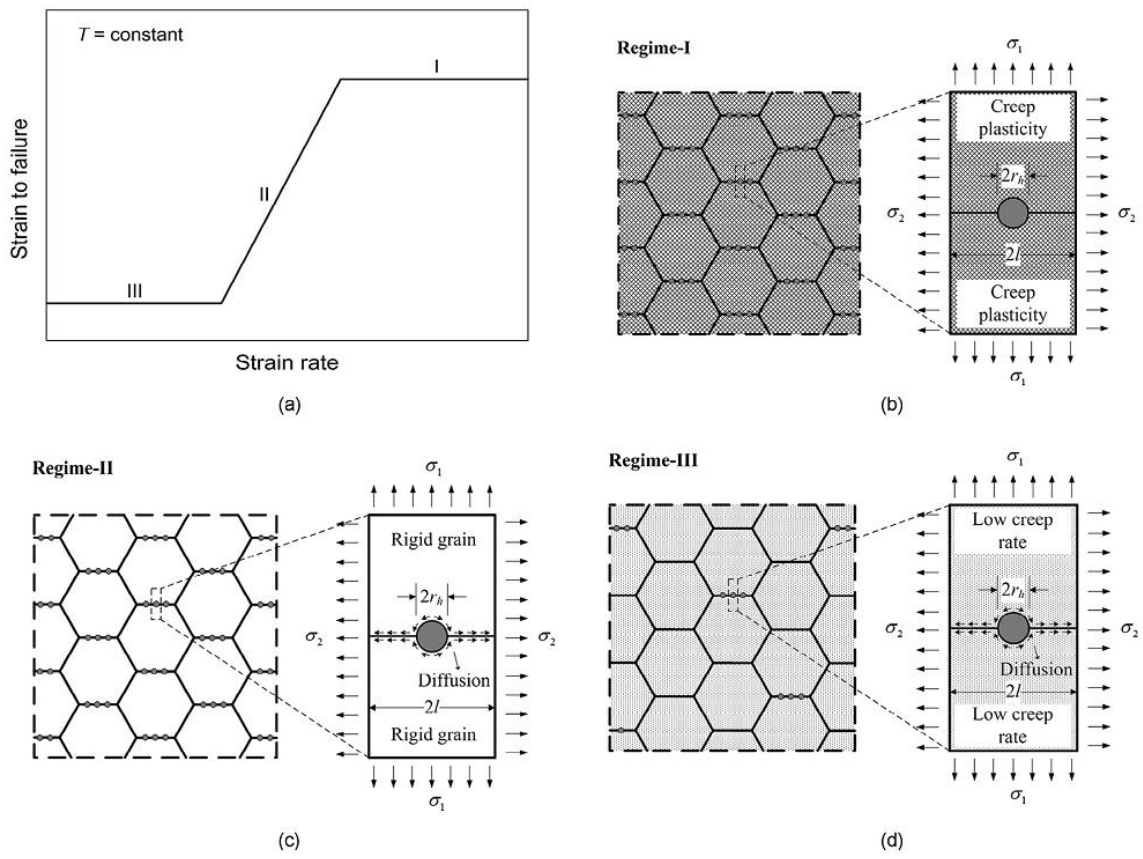 T = constant
I
II
III
Strain to failure
Strain rate
(a)
Regime-I
σ₁
Creep
plasticity
2rₕ
σ₂
σ₂
2l
Creep
plasticity
σ₁
(b)
Regime-II
σ₁
Rigid grain
2rₕ
σ₂
σ₂
Diffusion
2l
Rigid grain
σ₁
(c)
Regime-III
σ₁
Low creep
rate
2rₕ
σ₂
σ₂
Diffusion
2l
Low creep
rate
σ₁
(d)